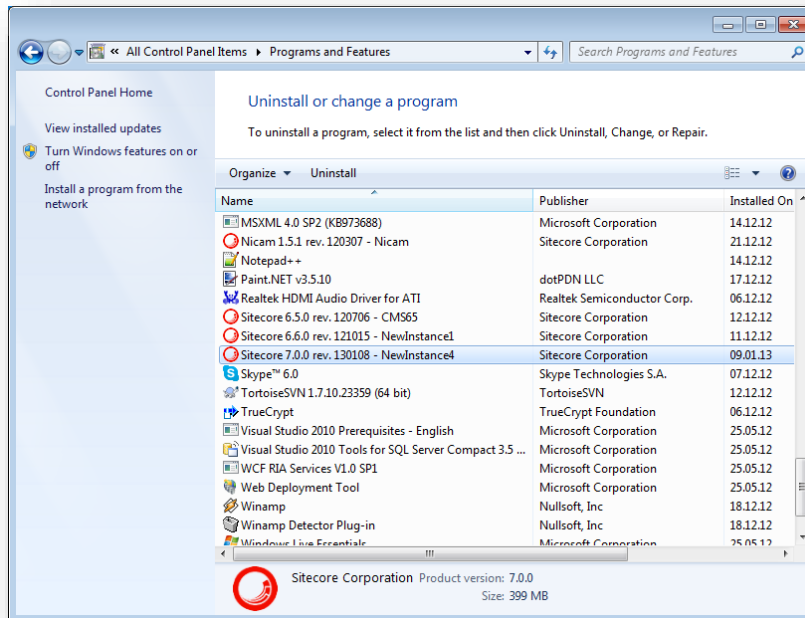 « All Control Panel Items ▸ Programs and Features
Search Programs and Features
Control Panel Home
View installed updates
Turn Windows features on or
off
Install a program from the
network
Uninstall or change a program
To uninstall a program, select it from the list and then click Uninstall, Change, or Repair.
Organize Uninstall
Name Publisher Installed On
MSXML 4.0 SP2 (KB973688) Microsoft Corporation 14.12.12
Nicam 1.5.1 rev. 120307 - Nicam Sitecore Corporation 21.12.12
Notepad++ 14.12.12
Paint.NET v3.5.10 dotPDN LLC 17.12.12
Realtek HDMI Audio Driver for ATI Realtek Semiconductor Corp. 06.12.12
Sitecore 6.5.0 rev. 120706 - CMS65 Sitecore Corporation 12.12.12
Sitecore 6.6.0 rev. 121015 - NewInstance1 Sitecore Corporation 11.12.12
Sitecore 7.0.0 rev. 130108 - NewInstance4 Sitecore Corporation 09.01.13
Skype™ 6.0 Skype Technologies S.A. 07.12.12
TortoiseSVN 1.7.10.23359 (64 bit) TortoiseSVN 12.12.12
TrueCrypt TrueCrypt Foundation 06.12.12
Visual Studio 2010 Prerequisites - English Microsoft Corporation 25.05.12
Visual Studio 2010 Tools for SQL Server Compact 3.5 ... Microsoft Corporation 25.05.12
WCF RIA Services V1.0 SP1 Microsoft Corporation 25.05.12
Web Deployment Tool Microsoft Corporation 25.05.12
Winamp Nullsoft, Inc 18.12.12
Winamp Detector Plug-in Nullsoft, Inc 18.12.12
Windows Live Essentials Microsoft Corporation 25.05.12
Sitecore Corporation Product version: 7.0.0
Size: 399 MB